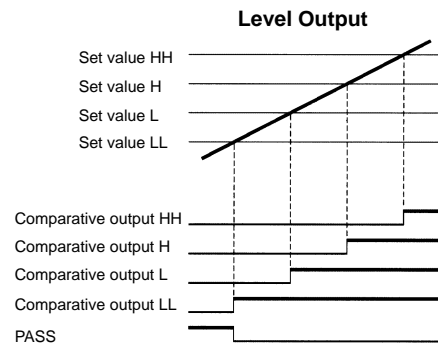 Level Output
Set value HH
Set value H
Set value L
Set value LL
Comparative output HH
Comparative output H
Comparative output L
Comparative output LL
PASS